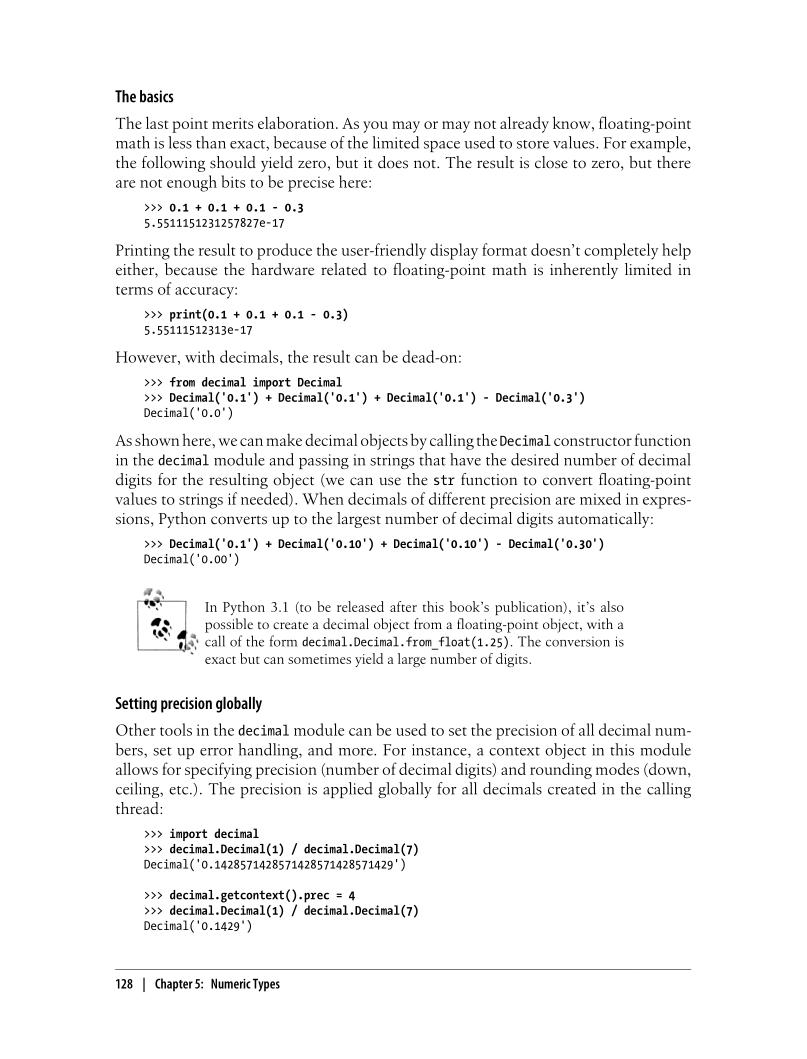 The basics
The last point merits elaboration. As you may or may not already know, floating-point
math is less than exact, because of the limited space used to store values. For example,
the following should yield zero, but it does not. The result is close to zero, but there
are not enough bits to be precise here:
>>> 0.1 + 0.1 + 0.1 - 0.3
5.5511151231257827e-17
Printing the result to produce the user-friendly display format doesn't completely help
either, because the hardware related to floating-point math is inherently limited in
terms of accuracy:
>>> print(0.1 + 0.1 + 0.1 - 0.3)
5.55111512313e-17
However, with decimals, the result can be dead-on:
>>> from decimal import Decimal
>>> Decimal('0.1') + Decimal('0.1') + Decimal('0.1') - Decimal('0.3')
Decimal('0.0')
As shown here, we can make decimal objects by calling the Decimal constructor function
in the decimal module and passing in strings that have the desired number of decimal
digits for the resulting object (we can use the str function to convert floating-point
values to strings if needed). When decimals of different precision are mixed in expres-
sions, Python converts up to the largest number of decimal digits automatically:
>>> Decimal('0.1') + Decimal('0.10') + Decimal('0.10') - Decimal('0.30')
Decimal('0.00')
In Python 3.1 (to be released after this book's publication), it's also
possible to create a decimal object from a floating-point object, with a
call of the form decimal.Decimal.from_float(1.25). The conversion is
exact but can sometimes yield a large number of digits.
Setting precision globally
Other tools in the decimal module can be used to set the precision of all decimal num-
bers, set up error handling, and more. For instance, a context object in this module
allows for specifying precision (number of decimal digits) and rounding modes (down,
ceiling, etc.). The precision is applied globally for all decimals created in the calling
thread:
>>> import decimal
>>> decimal.Decimal(1) / decimal.Decimal(7)
Decimal('0.1428571428571428571428571429')
>>> decimal.getcontext().prec = 4
>>> decimal.Decimal(1) / decimal.Decimal(7)
Decimal('0.1429')
128 | Chapter 5: Numeric Types